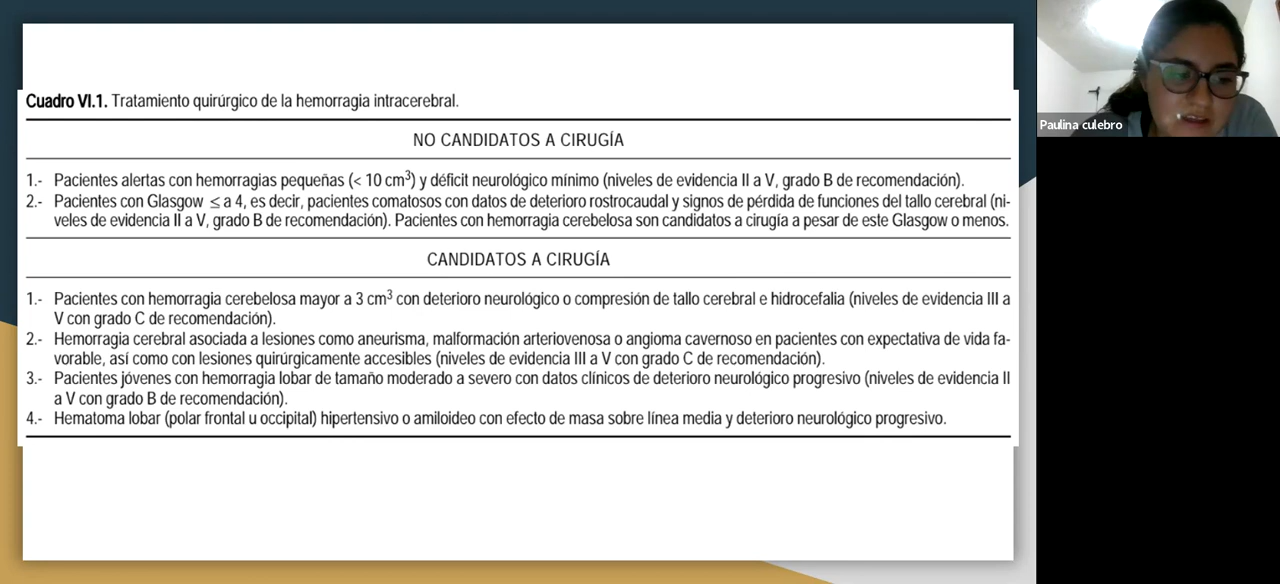 Cuadro VI.1. Tratamiento quirúrgico de la hemorragia intracerebral.
NO CANDIDATOS A CIRUGÍA
1.- Pacientes alertas con hemorragias pequeñas (< 10 cm³) y déficit neurológico mínimo (niveles de evidencia II a V, grado B de recomendación).
2.- Pacientes con Glasgow ≤ a 4, es decir, pacientes comatosos con datos de deterioro rostrocaudal y signos de pérdida de funciones del tallo cerebral (ni-
veles de evidencia II a V, grado B de recomendación). Pacientes con hemorragia cerebelosa son candidatos a cirugía a pesar de este Glasgow o menos.
CANDIDATOS A CIRUGÍA
1.- Pacientes con hemorragia cerebelosa mayor a 3 cm³ con deterioro neurológico o compresión de tallo cerebral e hidrocefalia (niveles de evidencia III a
V con grado C de recomendación).
2.- Hemorragia cerebral asociada a lesiones como aneurisma, malformación arteriovenosa o angioma cavernoso en pacientes con expectativa de vida fa-
vorable, así como con lesiones quirúrgicamente accesibles (niveles de evidencia III a V con grado C de recomendación).
3.- Pacientes jóvenes con hemorragia lobar de tamaño moderado a severo con datos clínicos de deterioro neurológico progresivo (niveles de evidencia II
a V con grado B de recomendación).
4.- Hematoma lobar (polar frontal u occipital) hipertensivo o amiloideo con efecto de masa sobre línea media y deterioro neurológico progresivo.
Paulina culebro